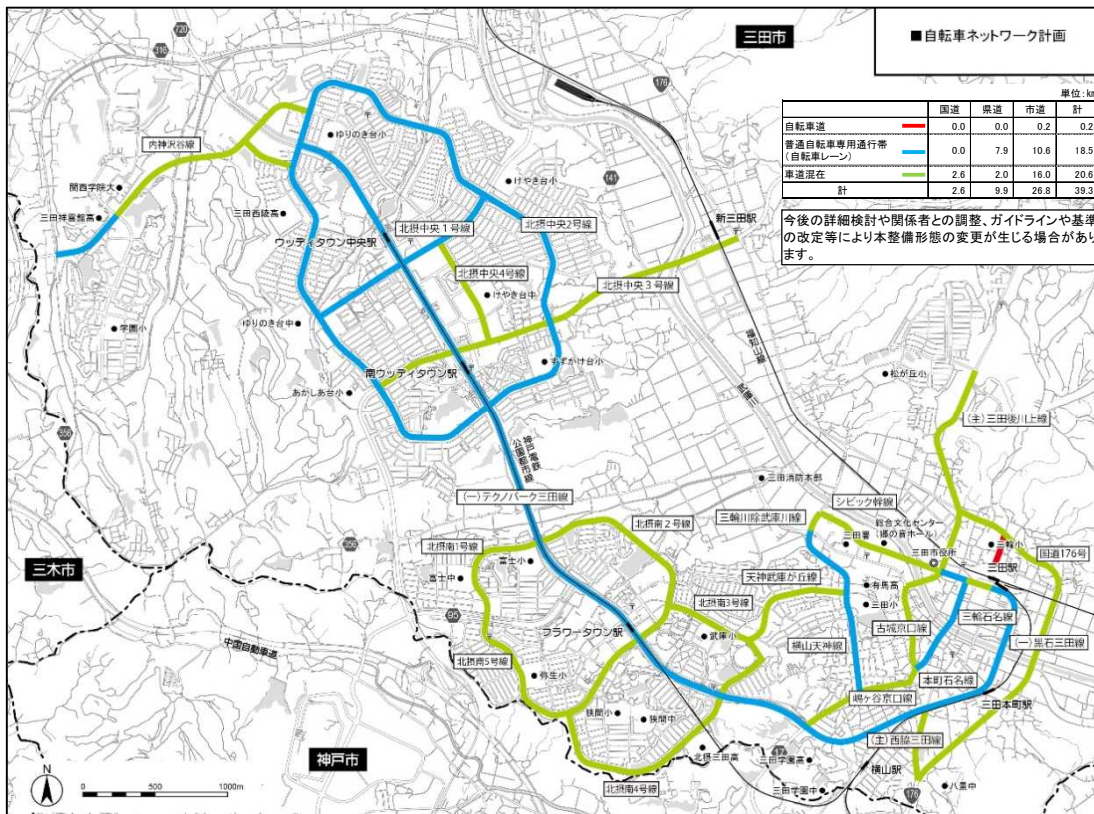 ■自転車ネットワーク計画
単位:km
国道 県道 市道 計
自転車道 0.0 0.0 0.2 0.2
普通自転車専用通行帯
(自転車レーン) 0.0 7.9 10.6 18.5
車道混在 2.6 2.0 16.0 20.6
計 2.6 9.9 26.8 39.3
今後の詳細検討や関係者との調整、ガイドラインや基準
の改定等により本整備形態の変更が生じる場合があり
ます。
三田市
720
316
176
141
内神沢谷線
ゆりのき台小
関西学院大
三田祥雲館高
三田西陵高
けやき台小
北摂中央1号線
北摂中央2号線
ウッディタウン中央駅
新三田駅
北摂中央4号線
けやき台中
北摂中央3号線
学園小
ゆりのき台中
すずかけ台小
南ウッディタウン駅
あかしあ台小
松が丘小
356
(主)三田後川上線
神戸電鉄
公園都市線
(一)テクノパーク三田線
三田消防本部
シビック幹線
三輪川除武庫川線
総合文化センター
(郷の音ホール)
三田署
三田市役所
三輪小
国道176号
三田駅
北摂南2号線
北摂南1号線
356
富士小
富士中
三木市
天神武庫が丘線
有馬高
三田小
95
北摂南3号線
三輪石名線
フラワータウン駅
武庫小
古城京口線
(一)黒石三田線
中国自動車道
横山天神線
北摂南5号線
本町石名線
弥生小
嶋ヶ谷京口線
三田本町駅
狭間小
狭間中
(主)西脇三田線
北摂三田高
17
三田学園高
神戸市
横山駅
北摂南4号線
三田学園中
176
八景中
N
0 500 1000m